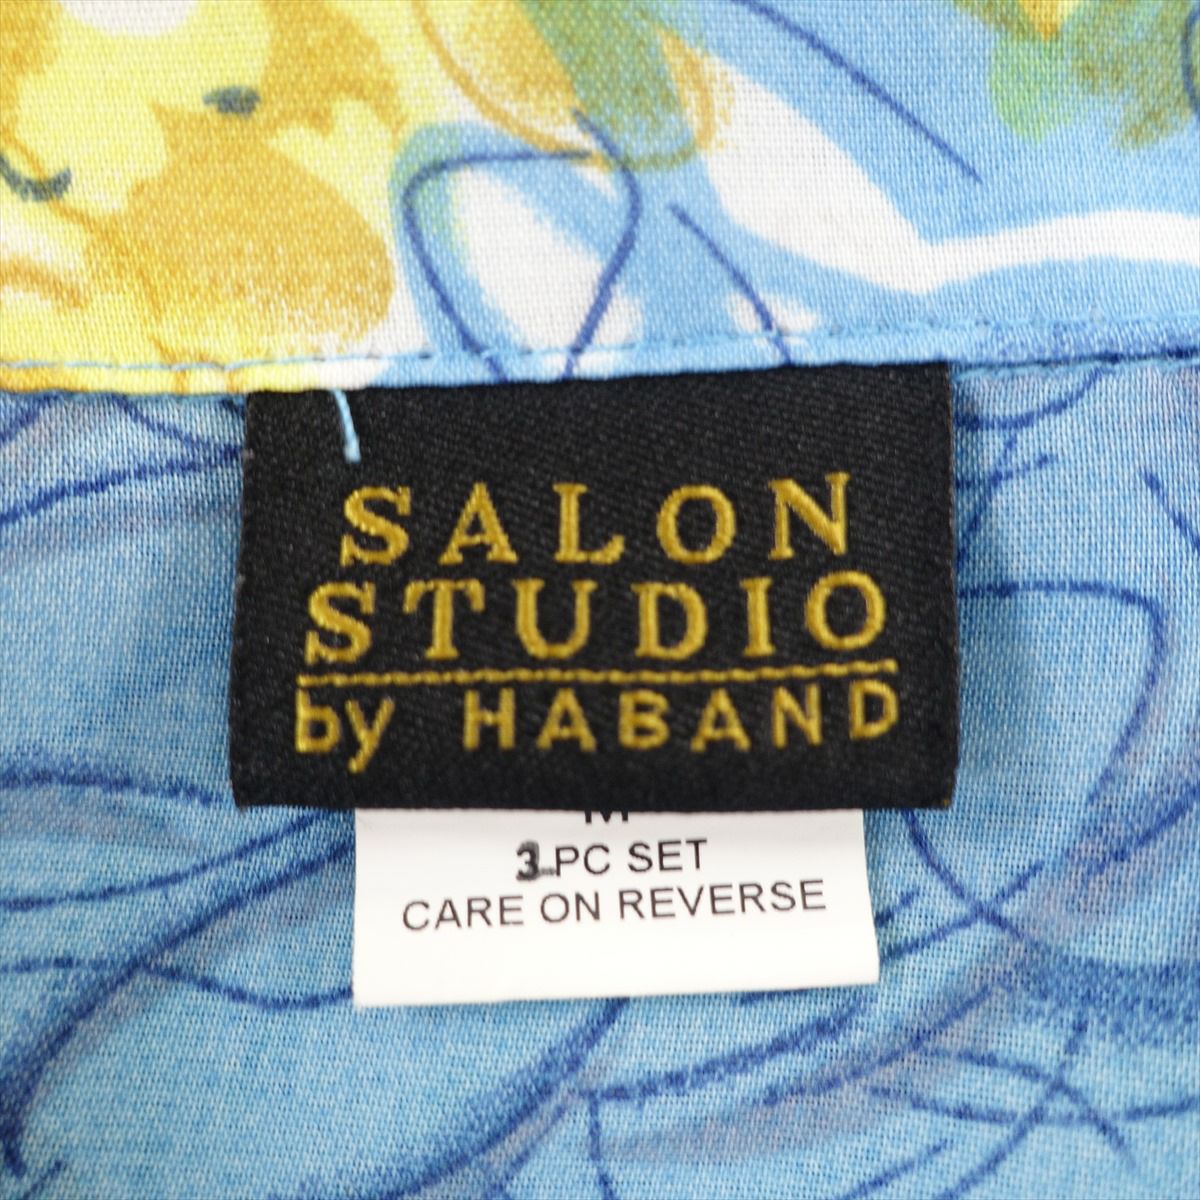 SALON
STUDIO
by HABAND
M
3-PC SET
CARE ON REVERSE